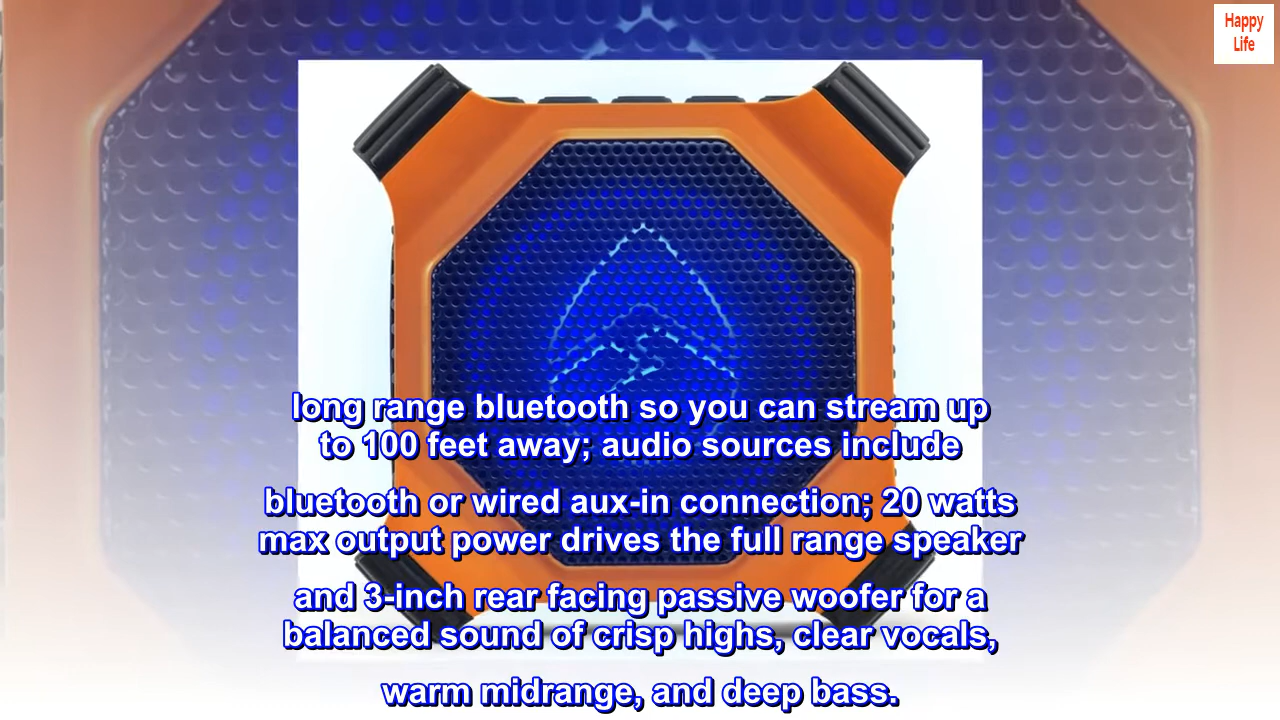 Happy
Life
long range bluetooth so you can stream up
to 100 feet away; audio sources include
bluetooth or wired aux-in connection; 20 watts
max output power drives the full range speaker
and 3-inch rear facing passive woofer for a
balanced sound of crisp highs, clear vocals,
warm midrange, and deep bass.